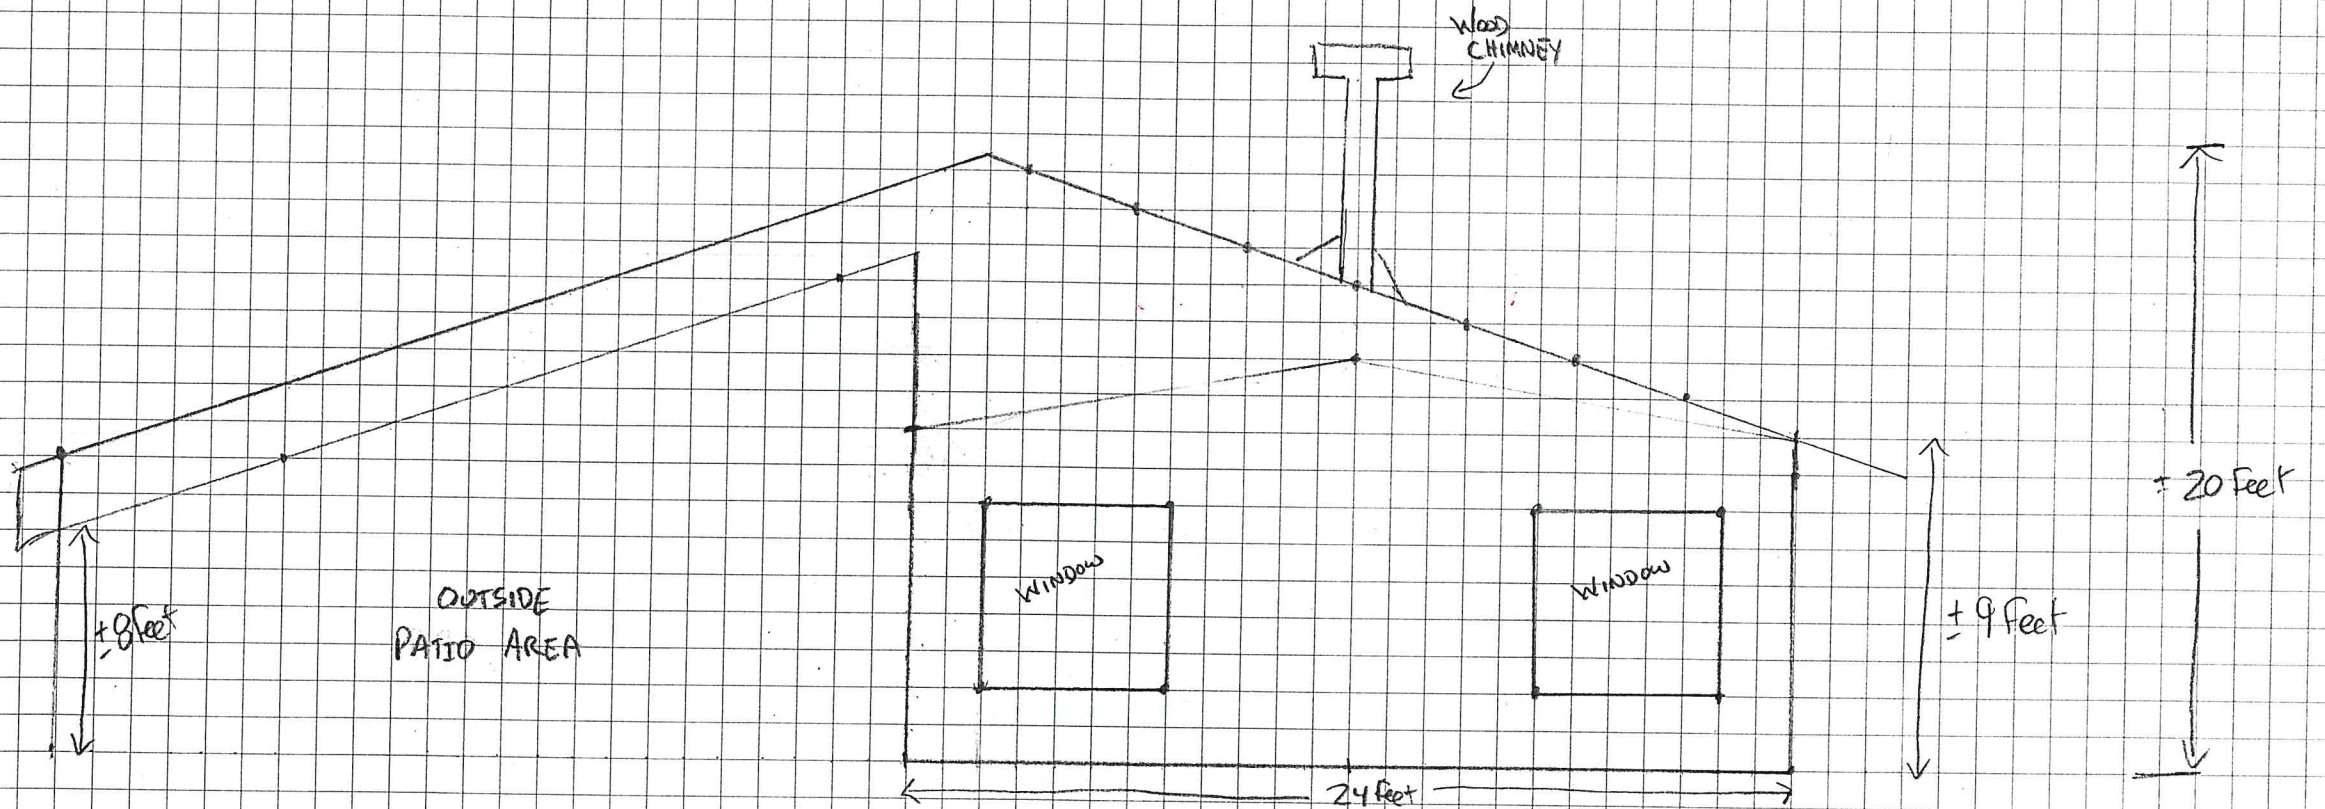 WOOD
CHIMNEY
± 20 Feet
WINDOW
WINDOW
OUTSIDE
PATIO AREA
± 8 Feet
± 9 Feet
24 Feet